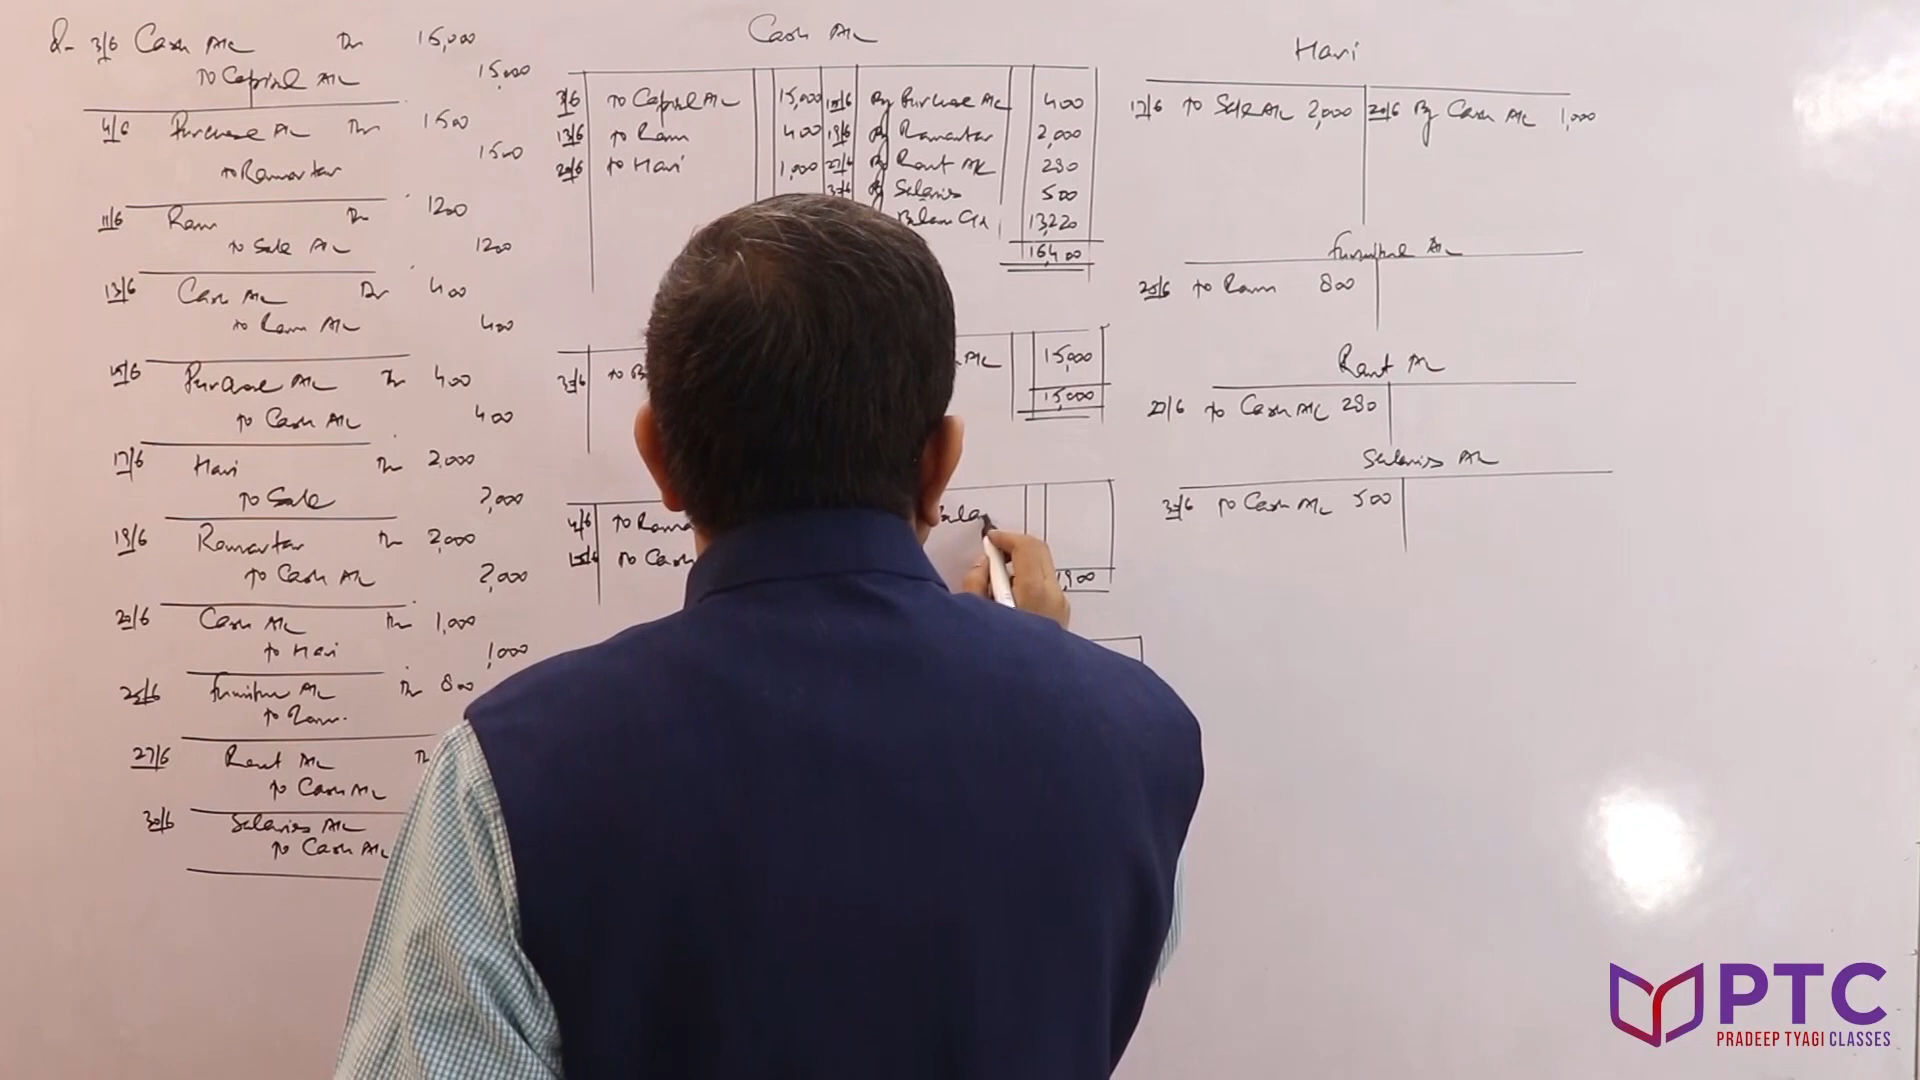 Q- 3/6 Cash A/c Dr 15,000
To Capital A/c 15,000
4/6 Purchase A/c Dr 1500
To Ramavtar 1500
11/6 Ram Dr 1200
To Sale A/c 1200
13/6 Cash A/c Dr 400
To Ram A/c 400
15/6 Purchase A/c Dr 400
To Cash A/c 400
17/6 Hari Dr 2,000
To Sale 2,000
18/6 Ramavtar Dr 2,000
To Cash A/c 2,000
20/6 Cash A/c Dr 1,000
To Hari 1,000
25/6 Furniture A/c Dr 800
To Ram.
27/6 Rent A/c Dr
To Cash A/c
30/6 Salaries A/c
To Cash A/c
Cash A/c
3/6 To Capital A/c 15,000 15/6 By Purchase A/c 400
13/6 To Ram 400 18/6 By Ramavtar 2,000
20/6 To Hari 1,000 27/6 By Rent A/c 280
By Salaries 500
Balan C/d 13,220
16,400
A/c 15,000
30/6 To B
15,000
4/6 To Rama Bala
15/6 To Cash
1,900
Hari
17/6 To Sale A/c 2,000 20/6 By Cash A/c 1,000
Furniture A/c
25/6 To Ram 800
Rent A/c
27/6 To Cash A/c 280
Salaries A/c
30/6 To Cash A/c 500
PTC
PRADEEP TYAGI CLASSES